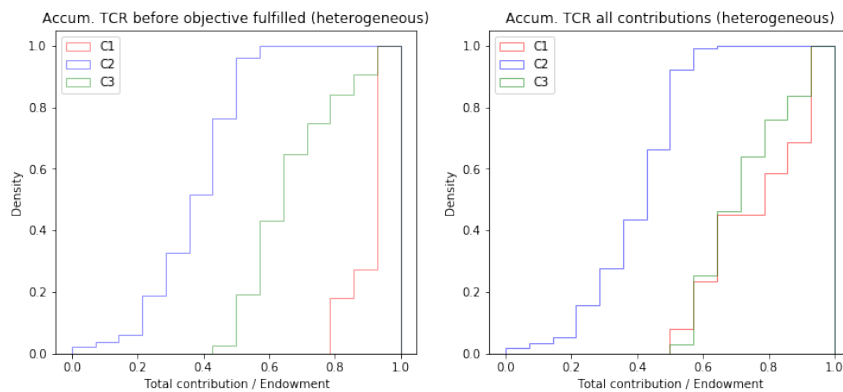 Accum. TCR before objective fulfilled (heterogeneous)
1.0
0.8
0.6
0.4
0.2
0.0
Density
C1
C2
C3
0.0 0.2 0.4 0.6 0.8 1.0
Total contribution / Endowment
Accum. TCR all contributions (heterogeneous)
1.0
0.8
0.6
0.4
0.2
0.0
Density
C1
C2
C3
0.0 0.2 0.4 0.6 0.8 1.0
Total contribution / Endowment